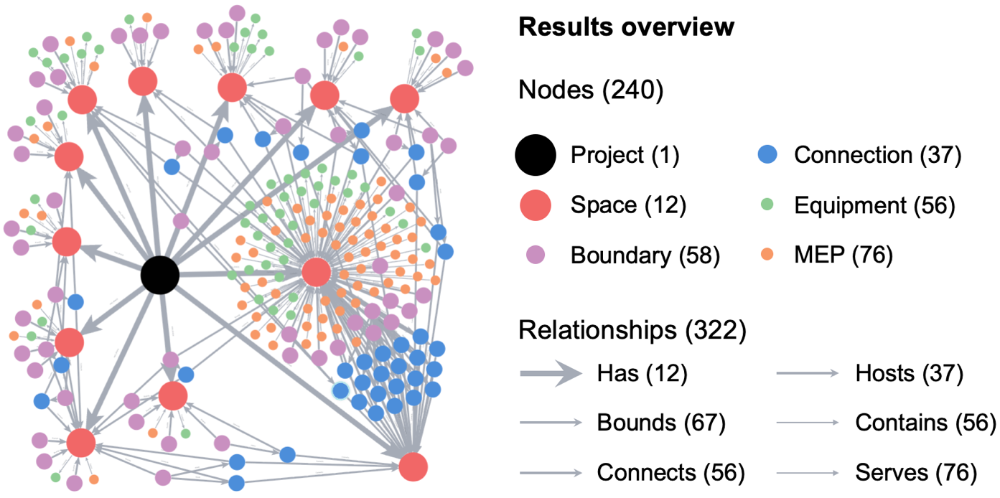 Results overview
Nodes (240)
Project (1)
Connection (37)
Space (12)
Equipment (56)
Boundary (58)
MEP (76)
Relationships (322)
Has (12)
Hosts (37)
Bounds (67)
Contains (56)
Connects (56)
Serves (76)